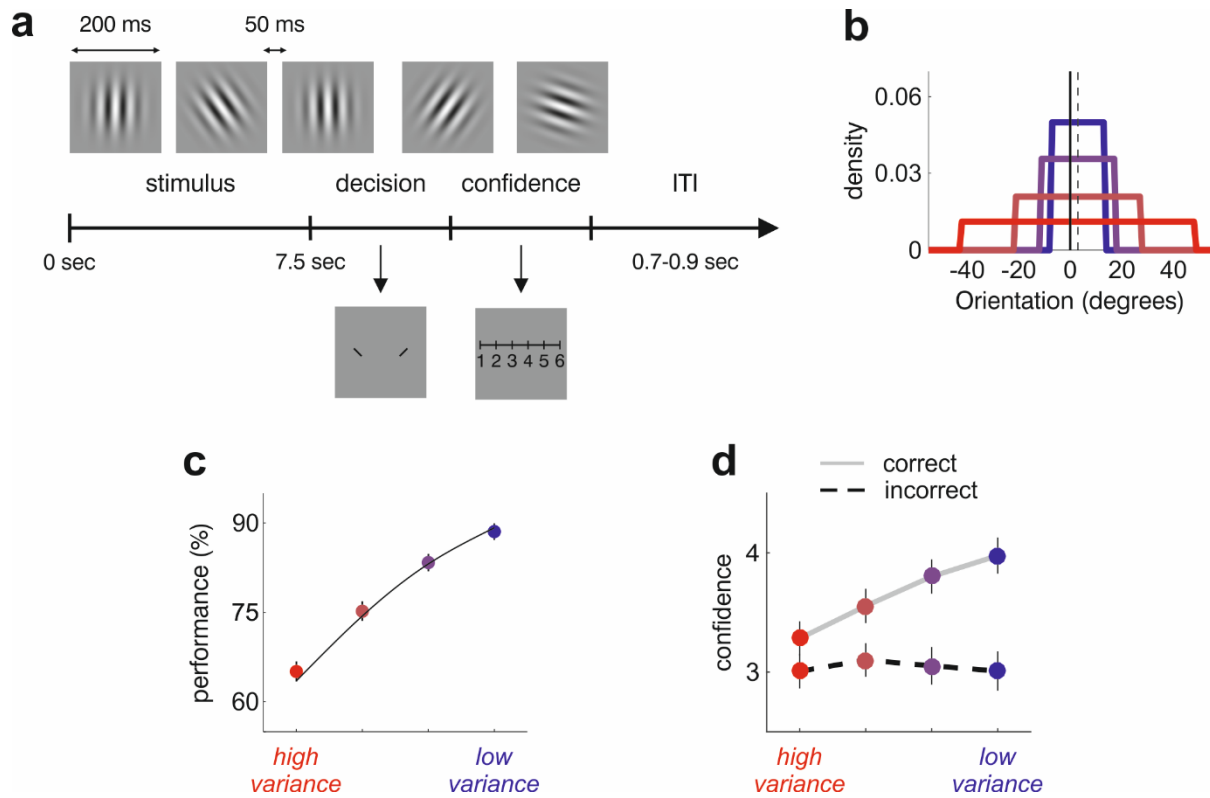 a
200 ms
50 ms
stimulus
decision
confidence
ITI
0 sec
7.5 sec
0.7-0.9 sec
1 2 3 4 5 6
b
density
0.06
0.03
0
-40 -20 0 20 40
Orientation (degrees)
c
performance (%)
90
75
60
high
variance
low
variance
d
correct
incorrect
confidence
4
3
high
variance
low
variance